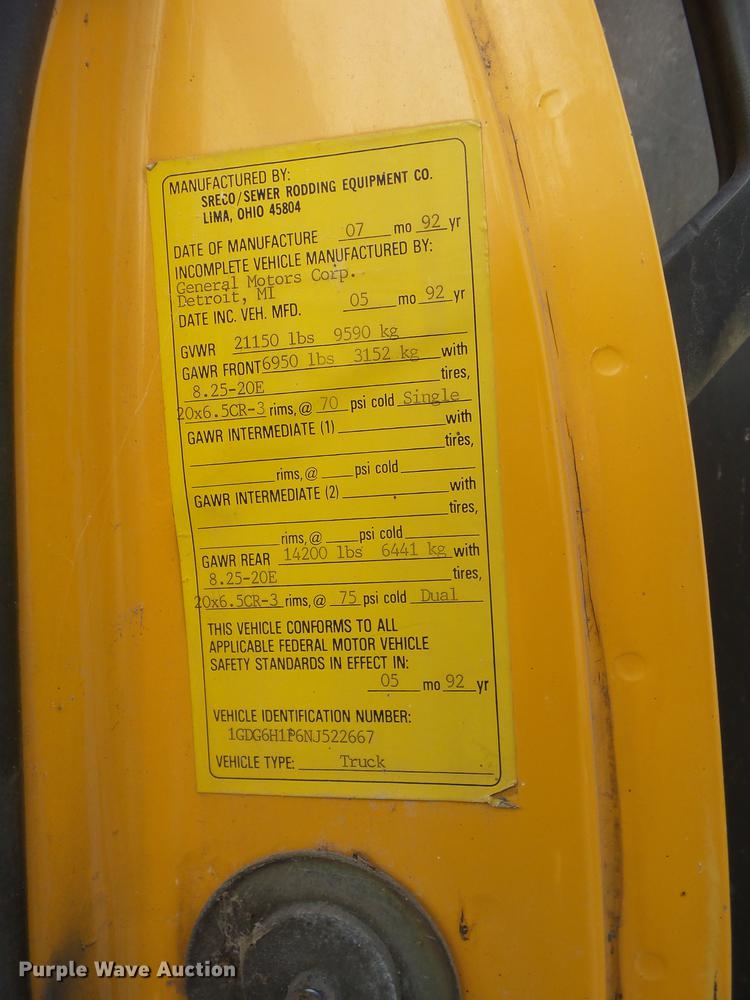 MANUFACTURED BY:
SRECO/SEWER RODDING EQUIPMENT CO.
LIMA, OHIO 45804
DATE OF MANUFACTURE 07 mo 92 yr
INCOMPLETE VEHICLE MANUFACTURED BY:
General Motors Corp.
Detroit, MI
DATE INC. VEH. MFD. 05 mo 92 yr
GVWR 21150 lbs 9590 kg
GAWR FRONT 6950 lbs 3152 kg with
8.25-20E tires,
20x6.5CR-3 rims, @ 70 psi cold Single
GAWR INTERMEDIATE (1) with
tires,
rims, @ psi cold
GAWR INTERMEDIATE (2) with
tires,
rims, @ psi cold
GAWR REAR 14200 lbs 6441 kg with
8.25-20E tires,
20x6.5CR-3 rims, @ 75 psi cold Dual
THIS VEHICLE CONFORMS TO ALL
APPLICABLE FEDERAL MOTOR VEHICLE
SAFETY STANDARDS IN EFFECT IN:
05 mo 92 yr
VEHICLE IDENTIFICATION NUMBER:
1GDG6H1P6NJ522667
VEHICLE TYPE: Truck
Purple Wave Auction